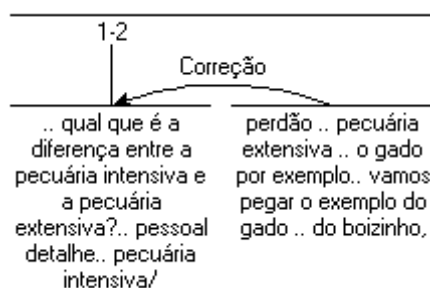 1-2
Correção
.. qual que é a
diferença entre a
pecuária intensiva e
a pecuária
extensiva?.. pessoal
detalhe.. pecuária
intensiva/
perdão .. pecuária
extensiva .. o gado
por exemplo.. vamos
pegar o exemplo do
gado .. do boizinho,